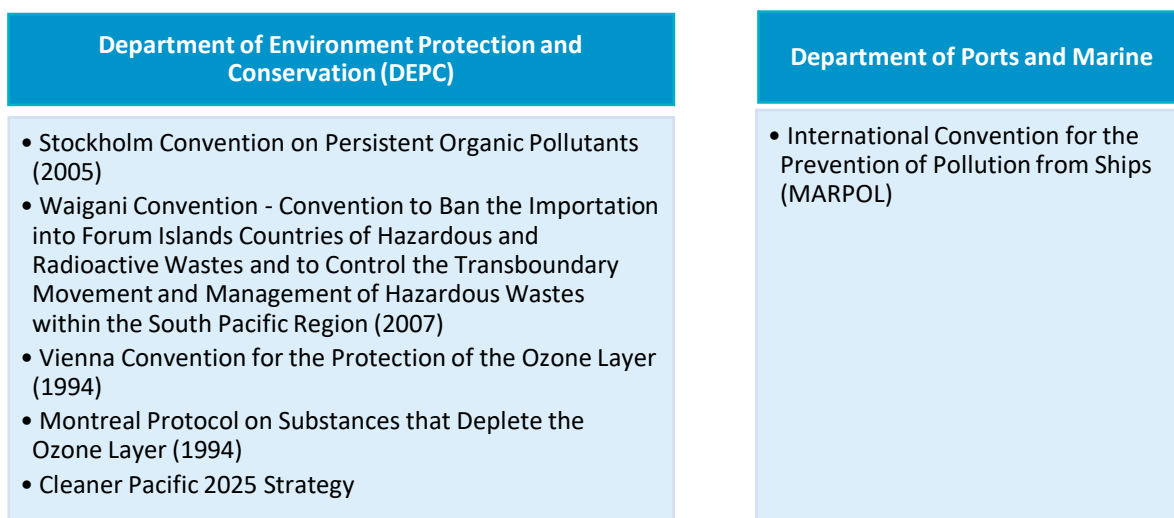 Department of Environment Protection and
Conservation (DEPC)
• Stockholm Convention on Persistent Organic Pollutants
(2005)
• Waigani Convention - Convention to Ban the Importation
into Forum Islands Countries of Hazardous and
Radioactive Wastes and to Control the Transboundary
Movement and Management of Hazardous Wastes
within the South Pacific Region (2007)
• Vienna Convention for the Protection of the Ozone Layer
(1994)
• Montreal Protocol on Substances that Deplete the
Ozone Layer (1994)
• Cleaner Pacific 2025 Strategy
Department of Ports and Marine
• International Convention for the
Prevention of Pollution from Ships
(MARPOL)